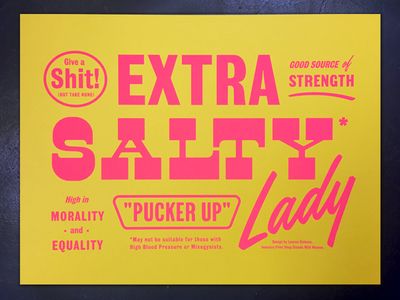 Give a
Shit!
(BUT TAKE NONE)
EXTRA
GOOD SOURCE of
STRENGTH
SALTY*
Lady
High in
MORALITY
• and •
EQUALITY
"PUCKER UP"
*May not be suitable for those with
High Blood Pressure or Misogynists.